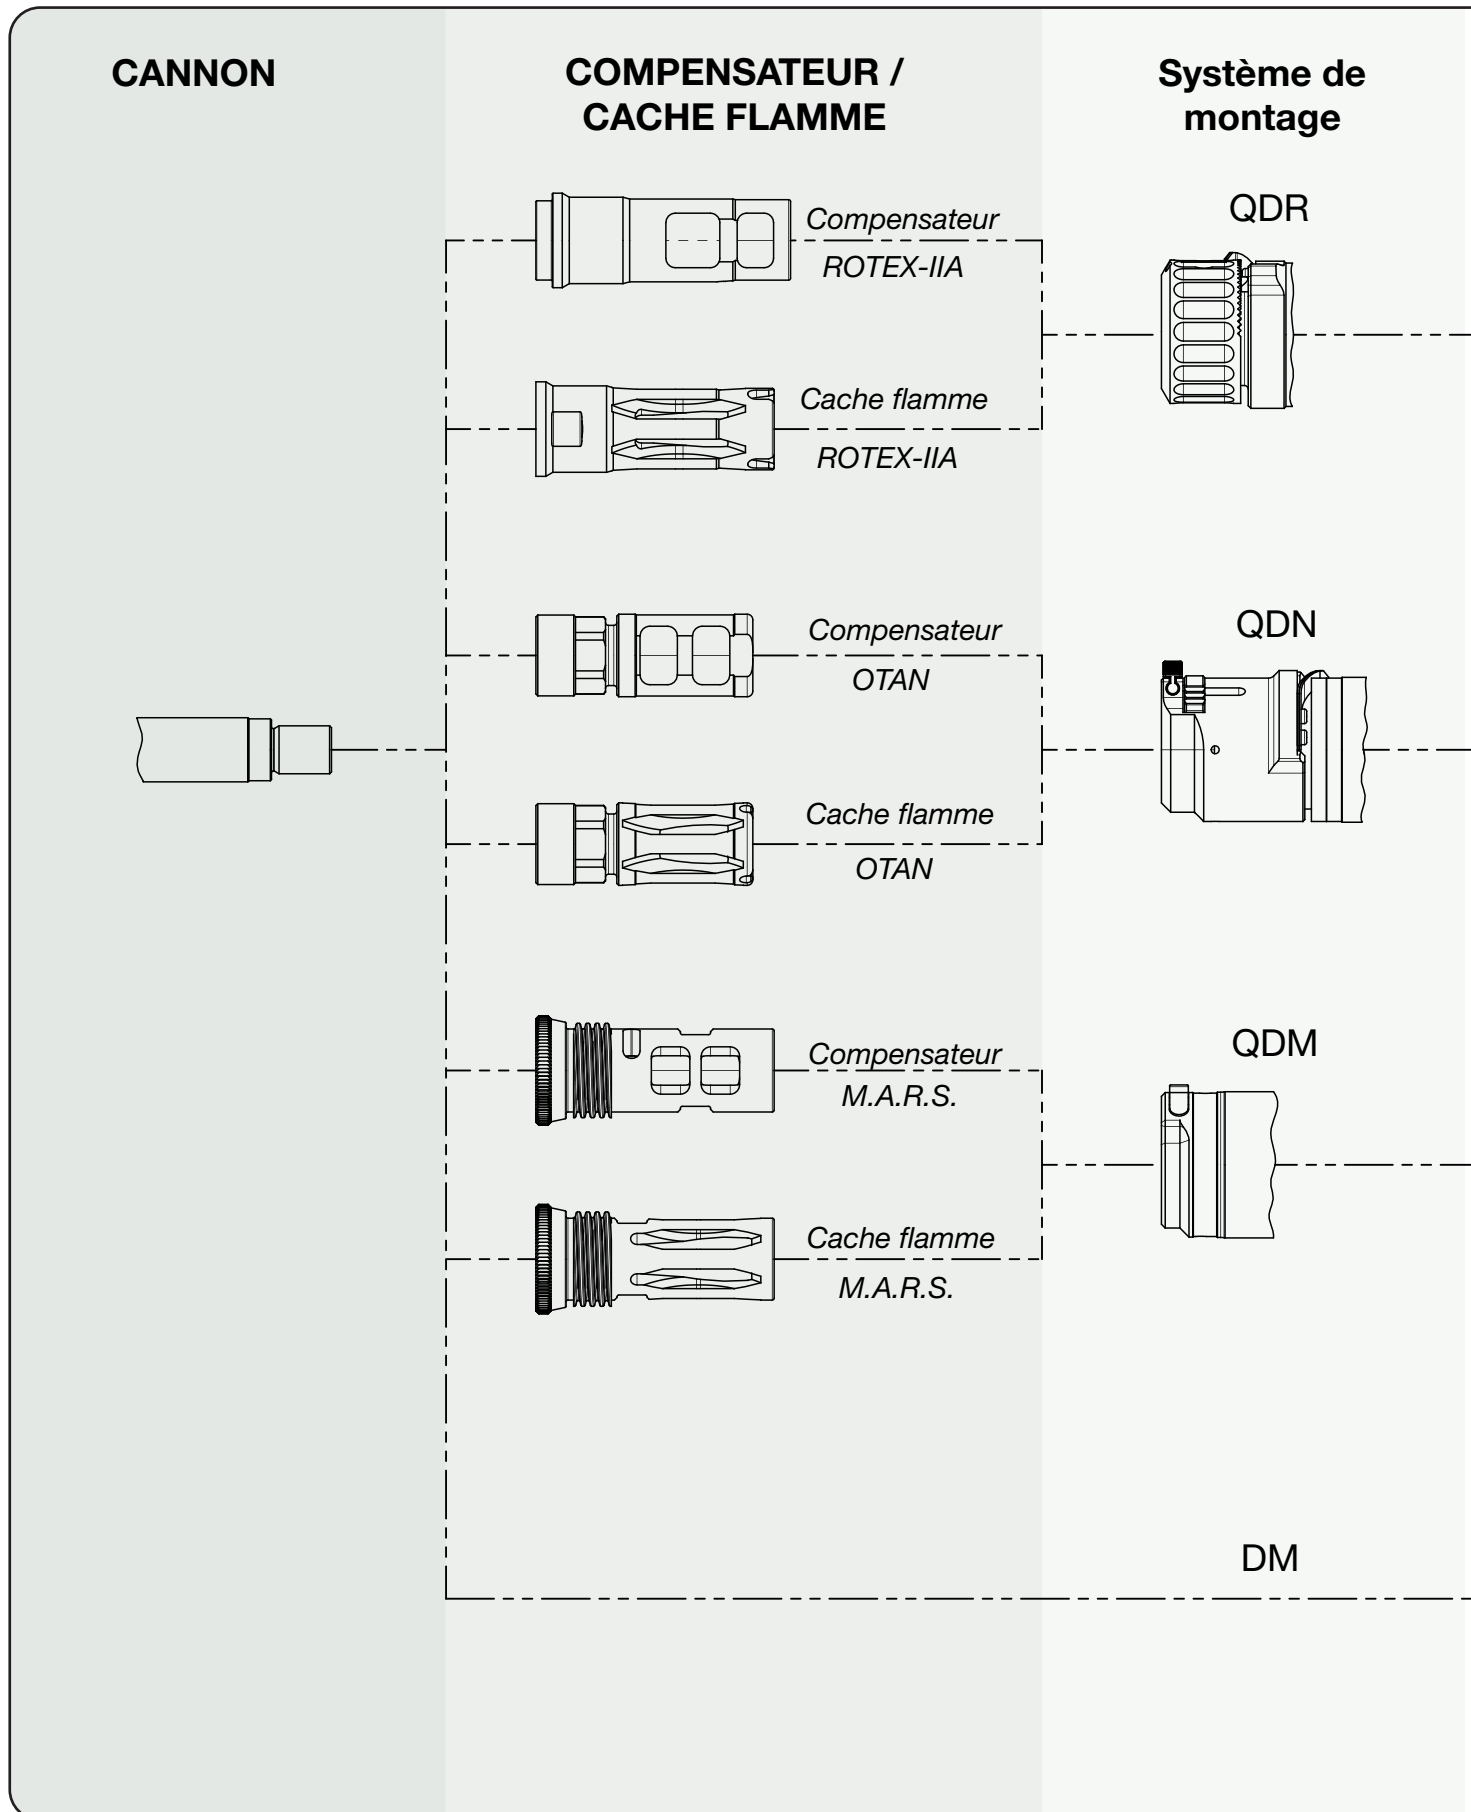 CANNON
COMPENSATEUR /
CACHE FLAMME
Système de
montage
Compensateur
ROTEX-IIA
QDR
Cache flamme
ROTEX-IIA
Compensateur
OTAN
QDN
Cache flamme
OTAN
Compensateur
M.A.R.S.
QDM
Cache flamme
M.A.R.S.
DM